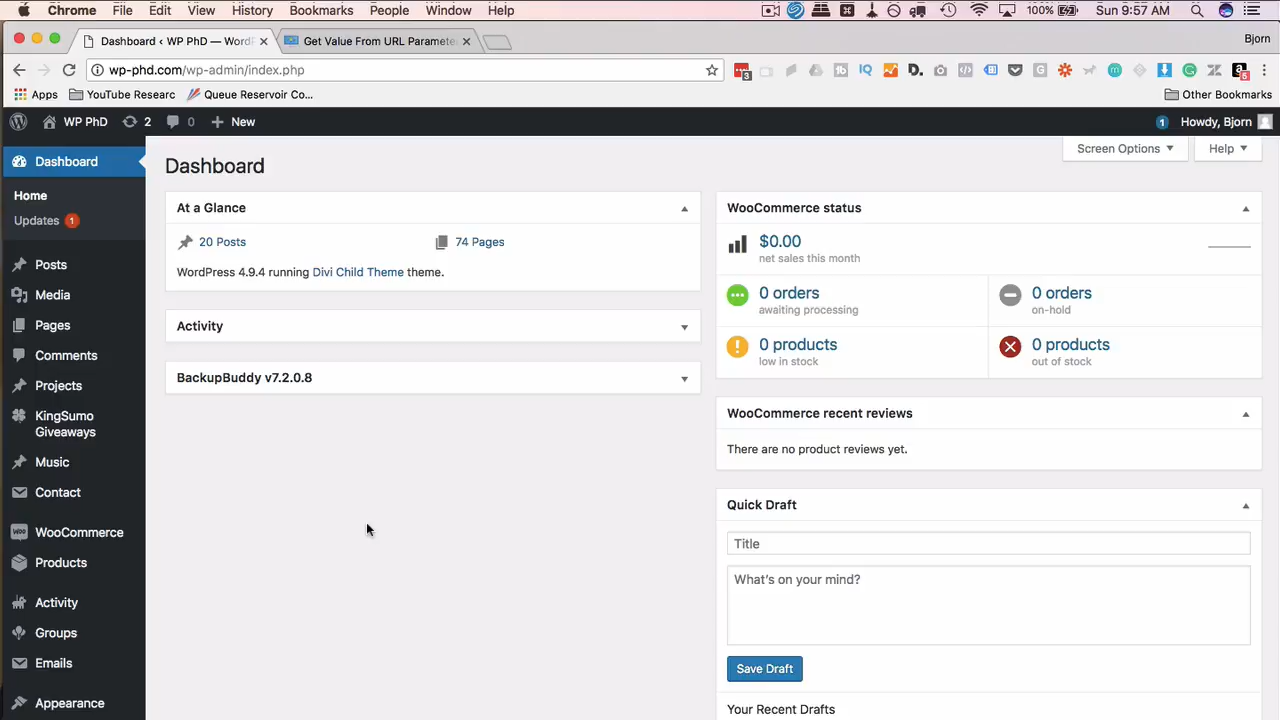 Chrome File Edit View History Bookmarks People Window Help 100% Sun 9:57 AM
Dashboard ‹ WP PhD — WordP Get Value From URL Paramete Bjorn
wp-phd.com/wp-admin/index.php
Apps YouTube Researc Queue Reservoir Co... Other Bookmarks
WP PhD 2 0 + New 1 Howdy, Bjorn
Dashboard
Home
Updates 1
Posts
Media
Pages
Comments
Projects
KingSumo
Giveaways
Music
Contact
WooCommerce
Products
Activity
Groups
Emails
Appearance
Screen Options Help
Dashboard
At a Glance
20 Posts 74 Pages
WordPress 4.9.4 running Divi Child Theme theme.
Activity
BackupBuddy v7.2.0.8
WooCommerce status
$0.00
net sales this month
0 orders
awaiting processing
0 orders
on-hold
0 products
low in stock
0 products
out of stock
WooCommerce recent reviews
There are no product reviews yet.
Quick Draft
Title
What's on your mind?
Save Draft
Your Recent Drafts